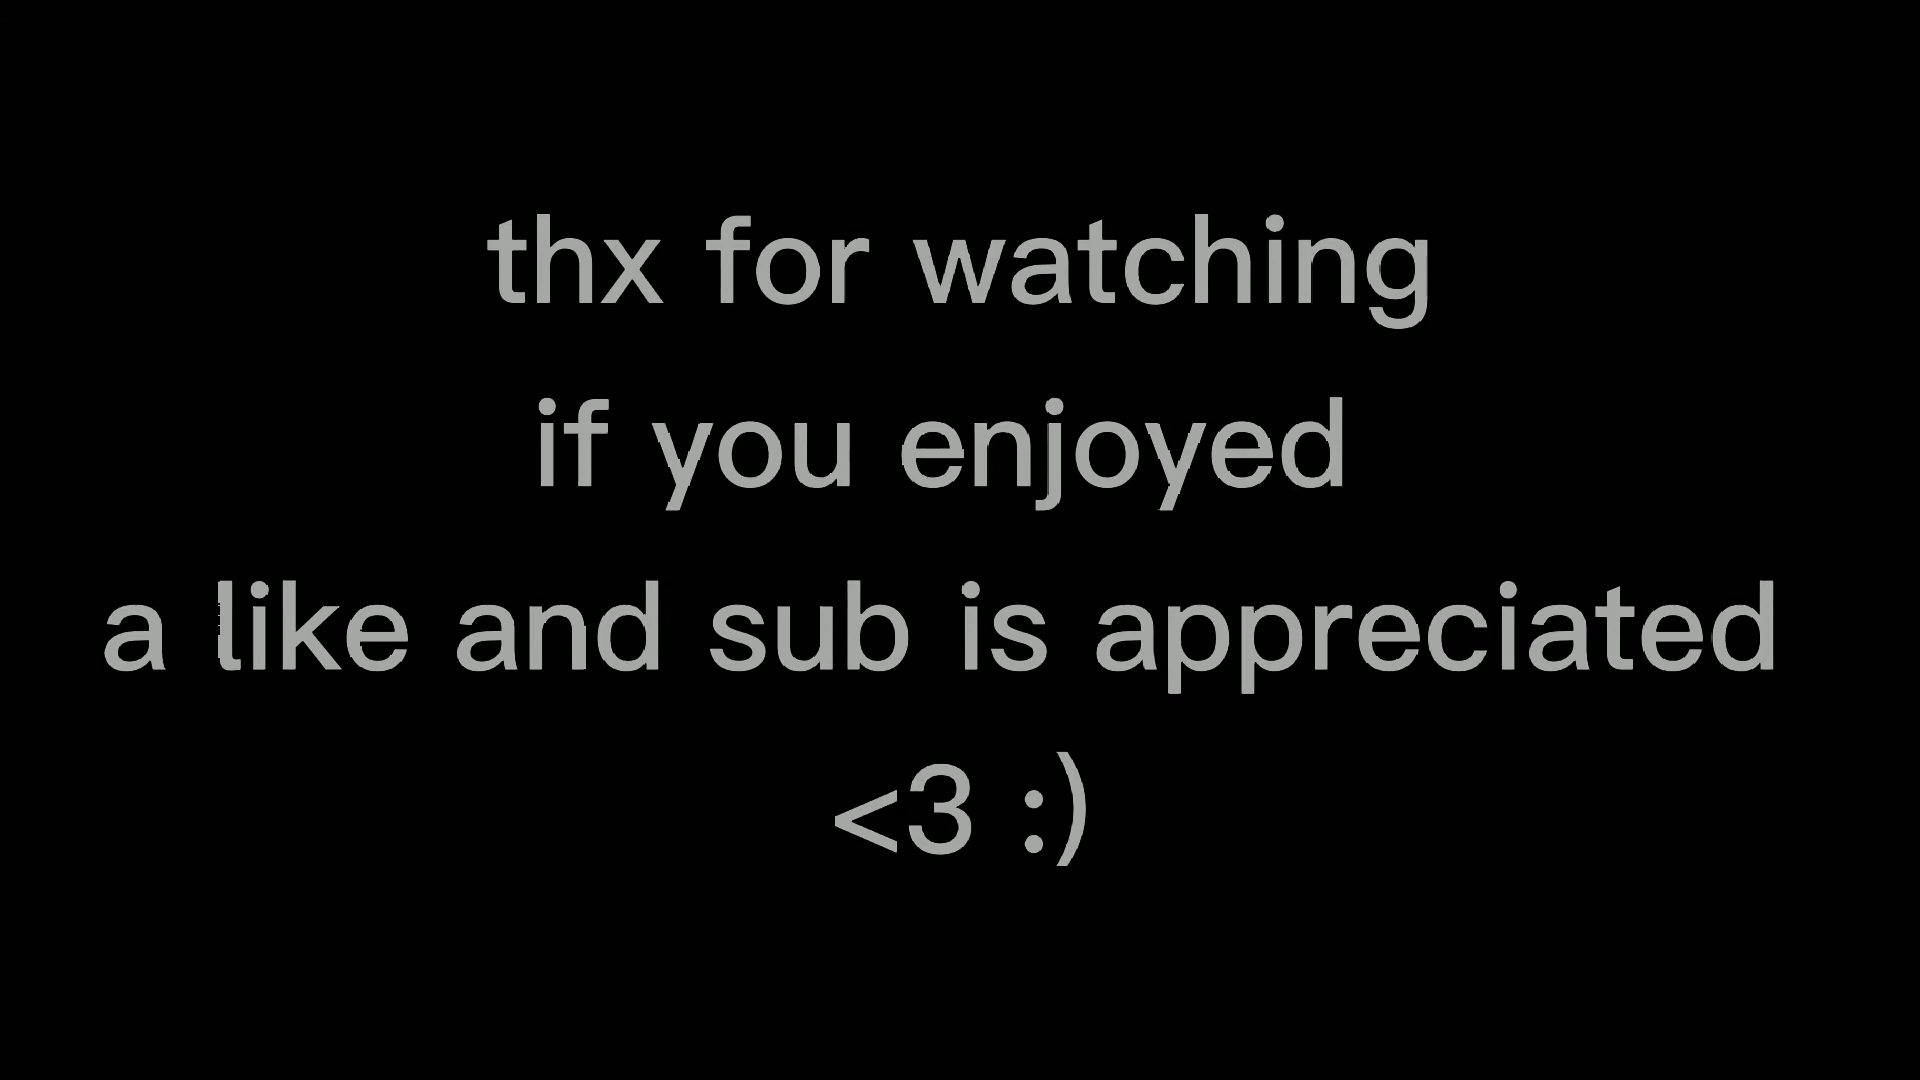 thx for watching
if you enjoyed
a like and sub is appreciated
<3 :)